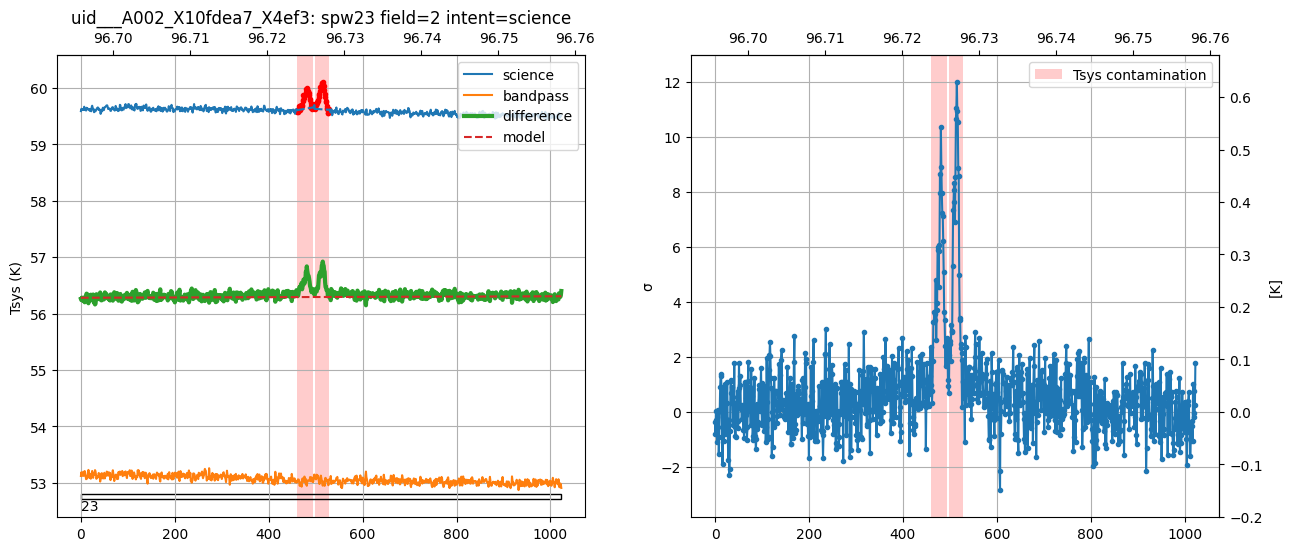 uid___A002_X10fdea7_X4ef3: spw23 field=2 intent=science
96.70 96.71 96.72 96.73 96.74 96.75 96.76
science
bandpass
difference
model
60
59
58
57
56
55
54
53
Tsys (K)
23
0 200 400 600 800 1000
96.70 96.71 96.72 96.73 96.74 96.75 96.76
Tsys contamination
12
10
8
6
4
2
0
−2
σ
0.6
0.5
0.4
0.3
0.2
0.1
0.0
−0.1
−0.2
[K]
0 200 400 600 800 1000